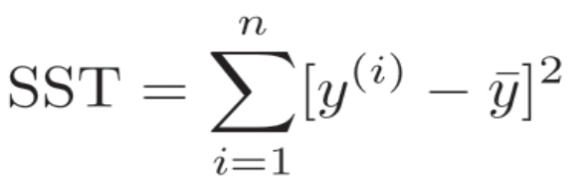 SST = \sum_{i=1}^{n} [y^{(i)} - \bar{y}]^2